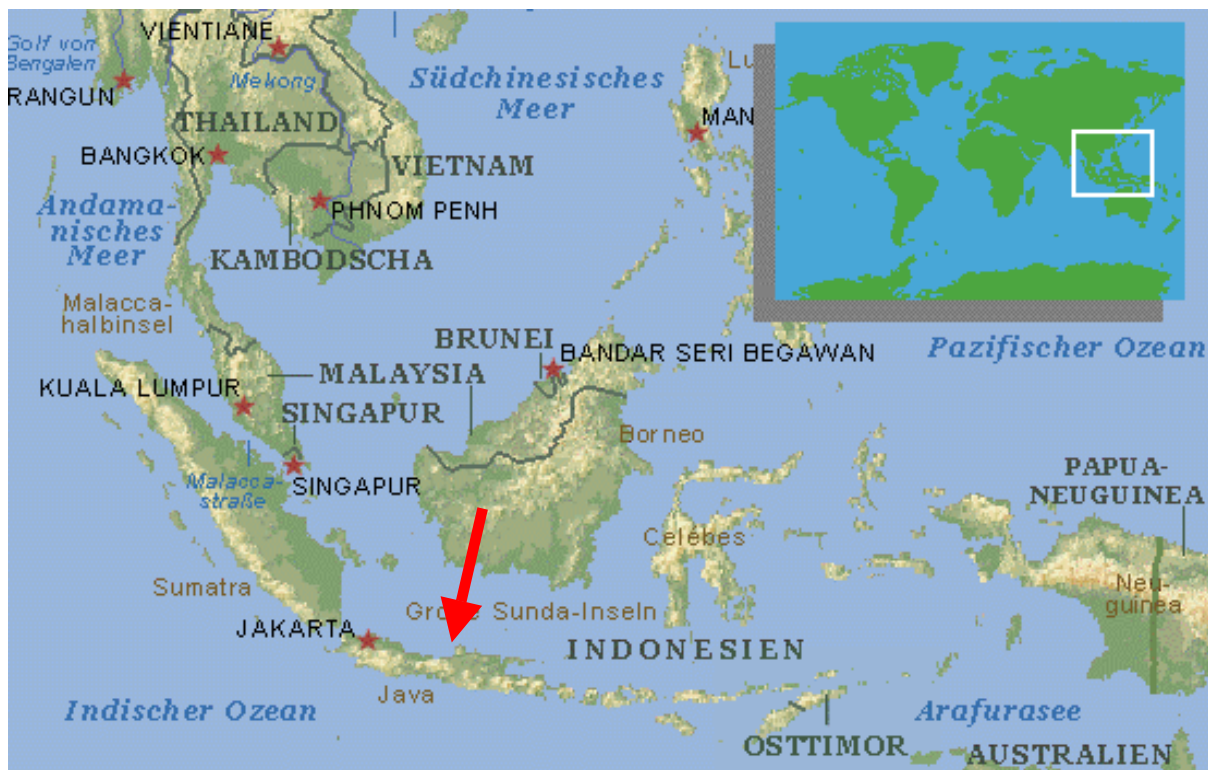 VIENTIANE
Golf von
Bengalen
RANGUN
Mekong
Südchinesisches
Meer
Lu
MAN
THAILAND
BANGKOK
VIETNAM
PHNOM PENH
Andama-
nisches
Meer
KAMBODSCHA
Malacca-
halbinsel
BRUNEI
BANDAR SERI BEGAWAN
Pazifischer Ozean
MALAYSIA
KUALA LUMPUR
SINGAPUR
Borneo
Malacca-
straße
SINGAPUR
PAPUA-
NEUGUINEA
Celébes
Sumatra
Neu-
guinea
Große Sunda-Inseln
JAKARTA
INDONESIEN
Java
Indischer Ozean
Arafurasee
OSTTIMOR
AUSTRALIEN